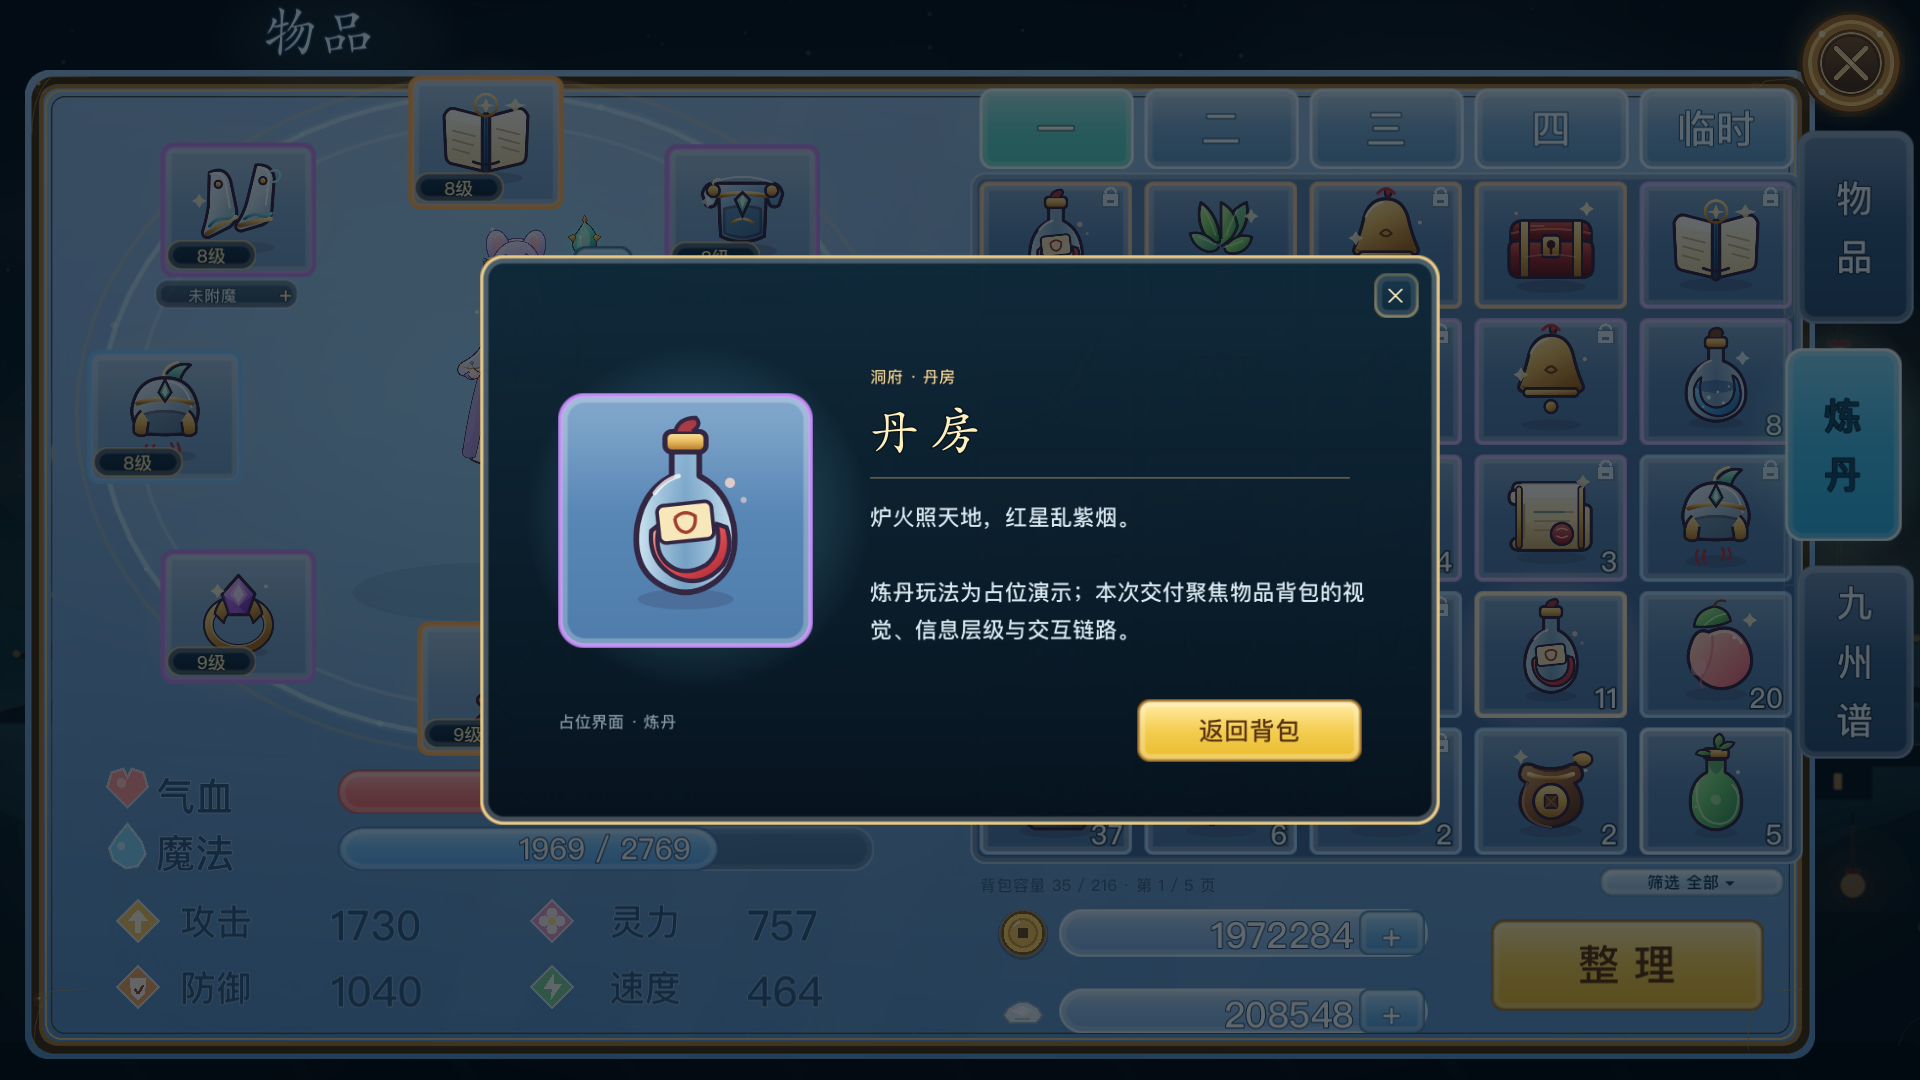 物品
一
二
三
四
临时
8级
8级
未附魔 +
8级
8级
9级
9级
物品
炼丹
九州谱
8
4
3
11
20
37
6
2
2
5
洞府 · 丹房
丹房
炉火照天地，红星乱紫烟。
炼丹玩法为占位演示；本次交付聚焦物品背包的视
觉、信息层级与交互链路。
占位界面 · 炼丹
返回背包
气血
魔法
1969 / 2769
攻击 1730
灵力 757
防御 1040
速度 464
背包容量 35 / 216 · 第 1 / 5 页
筛选 全部
1972284 +
208548 +
整理